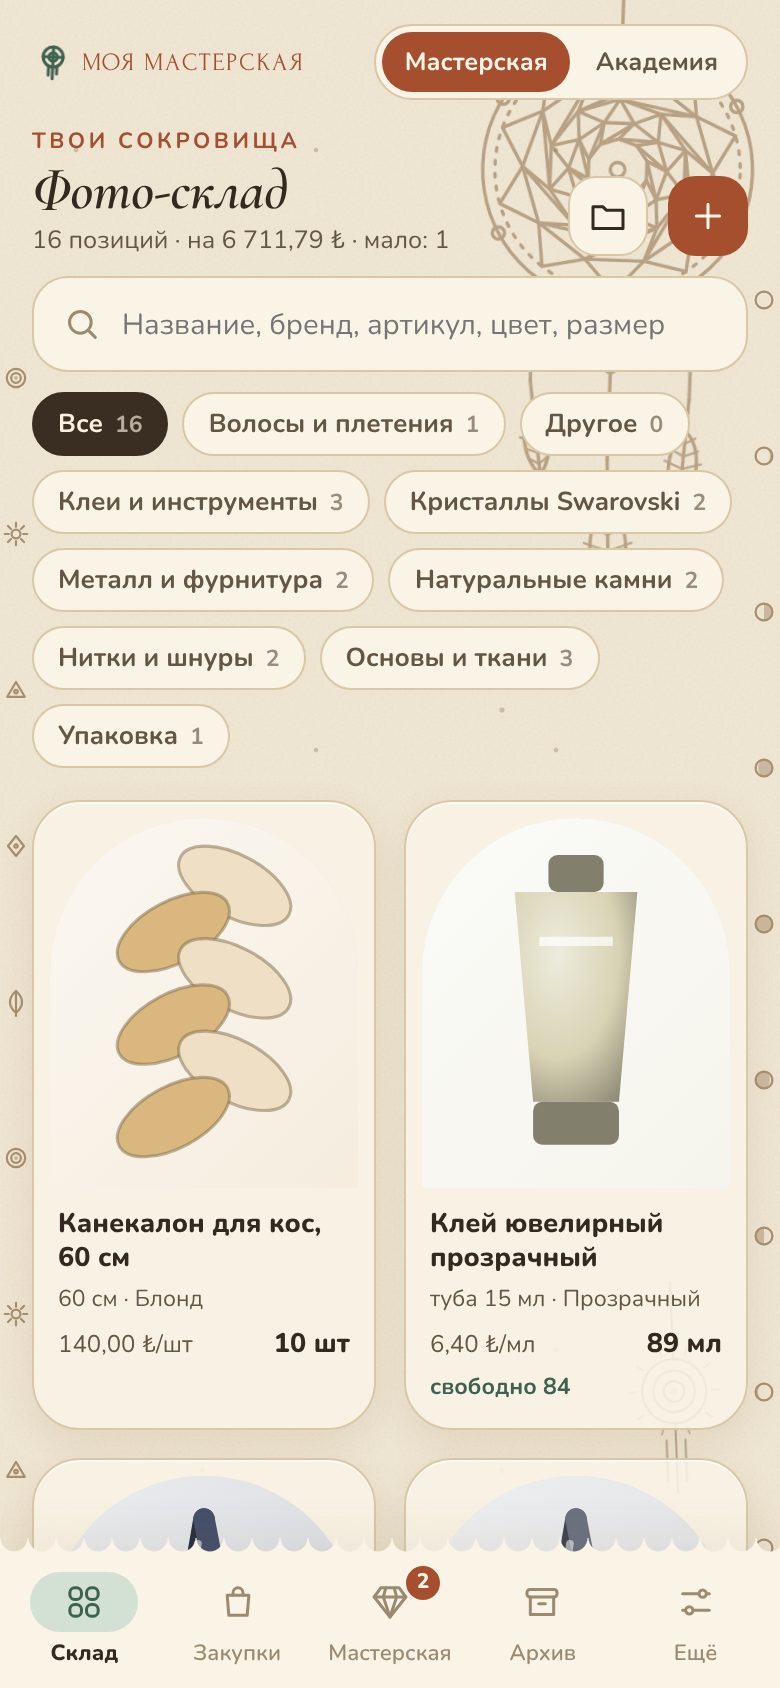 МОЯ МАСТЕРСКАЯ
Мастерская Академия
ТВОИ СОКРОВИЩА
Фото-склад
16 позиций · на 6 711,79 ₺ · мало: 1
Название, бренд, артикул, цвет, размер
Все 16 Волосы и плетения 1 Другое 0
Клеи и инструменты 3 Кристаллы Swarovski 2
Металл и фурнитура 2 Натуральные камни 2
Нитки и шнуры 2 Основы и ткани 3
Упаковка 1
Канекалон для кос,
60 см
60 см · Блонд
140,00 ₺/шт 10 шт
Клей ювелирный
прозрачный
туба 15 мл · Прозрачный
6,40 ₺/мл 89 мл
свободно 84
2
Склад Закупки Мастерская Архив Ещё